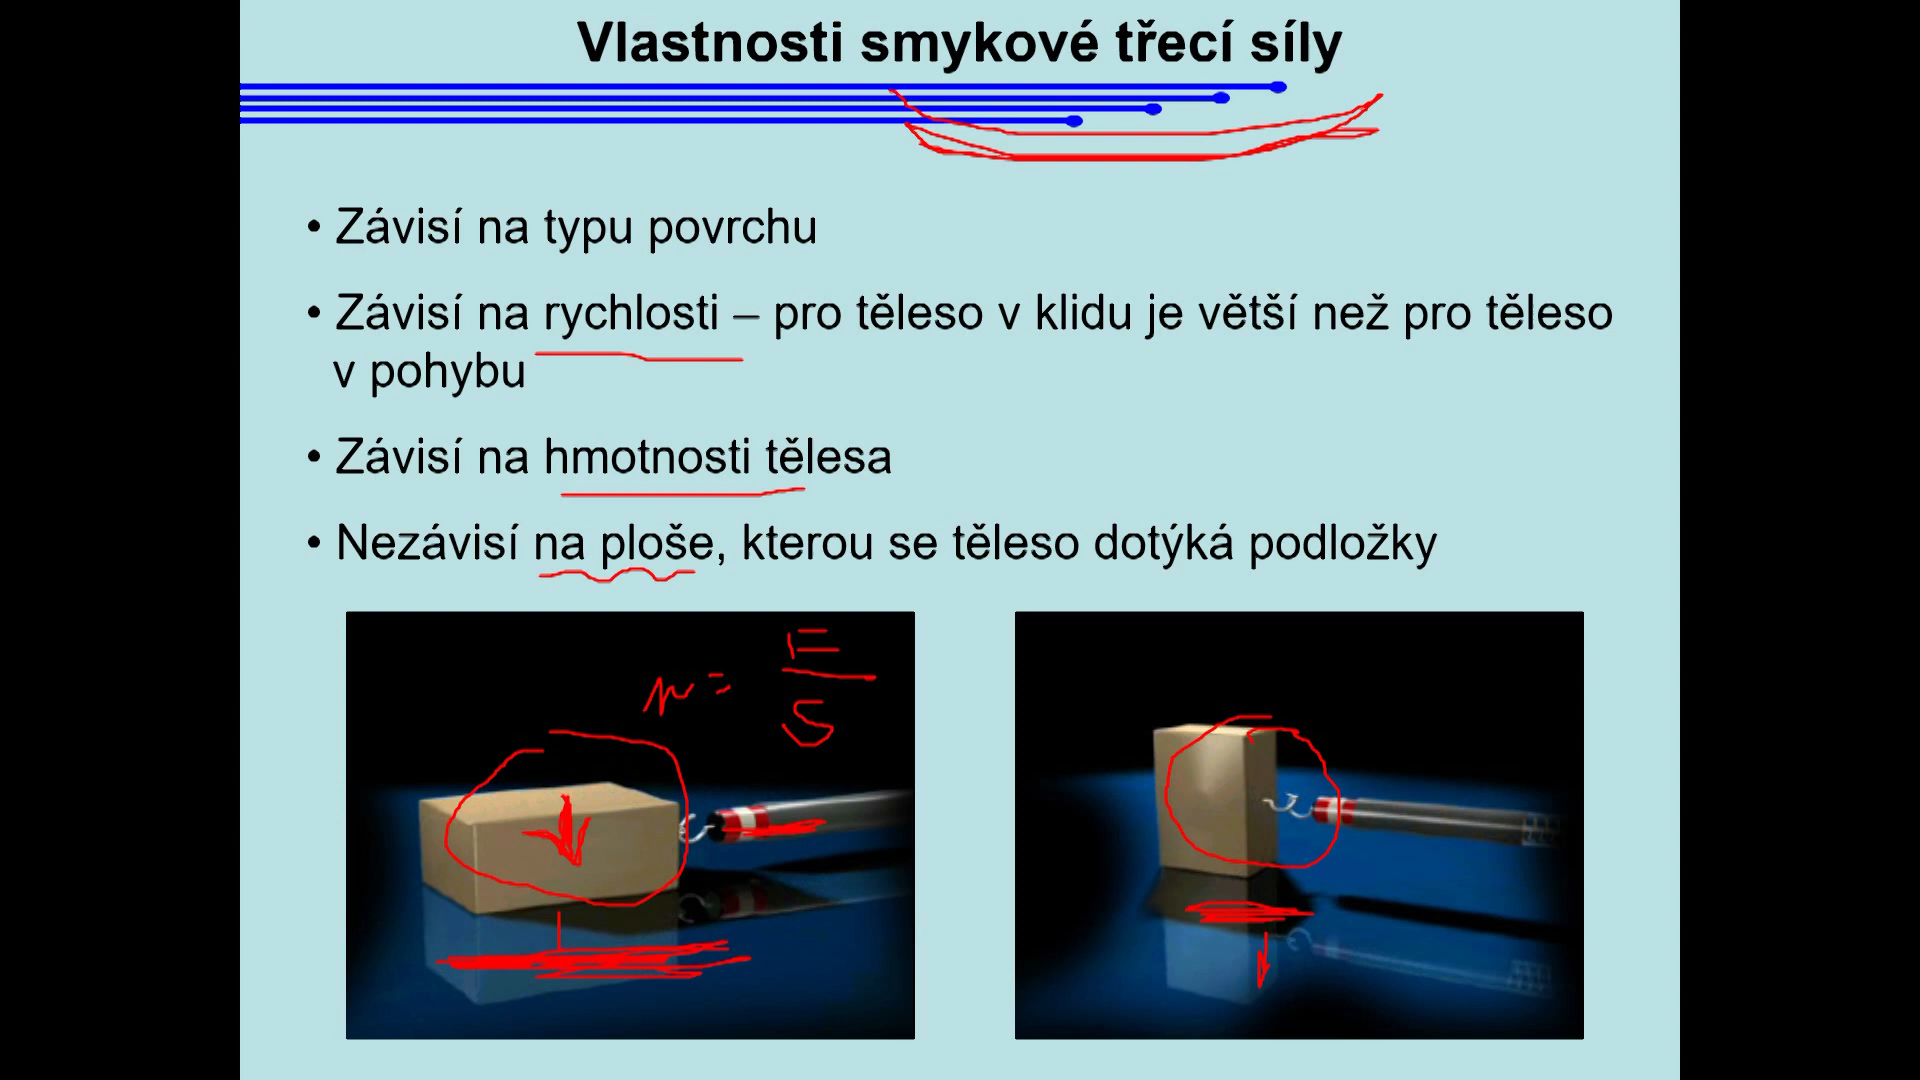 Vlastnosti smykové třecí síly
• Závisí na typu povrchu
• Závisí na rychlosti – pro těleso v klidu je větší než pro těleso
v pohybu
• Závisí na hmotnosti tělesa
• Nezávisí na ploše, kterou se těleso dotýká podložky
F
=
S